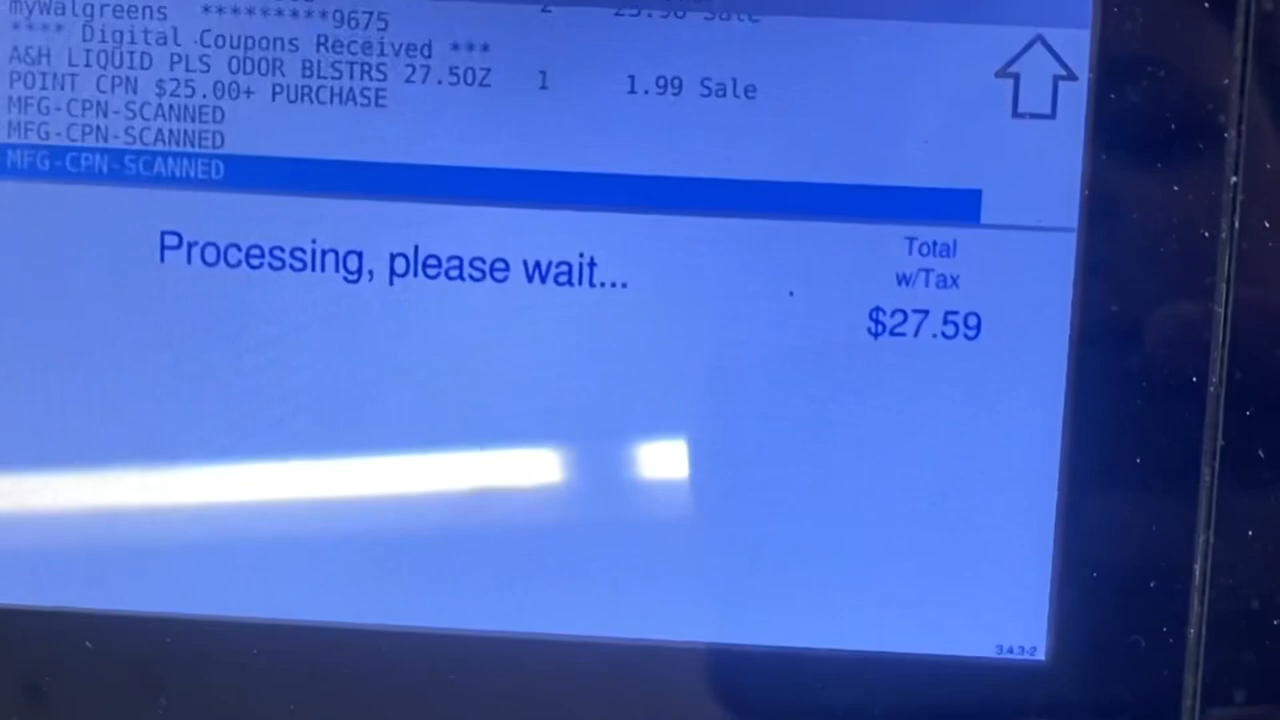 myWalgreens *********9675
**** Digital Coupons Received ***
A&H LIQUID PLS ODOR BLSTRS 27.5OZ 1 1.99 Sale
POINT CPN $25.00+ PURCHASE
MFG-CPN-SCANNED
MFG-CPN-SCANNED
MFG-CPN-SCANNED
Processing, please wait...
Total
w/Tax
$27.59
3.4.3-2